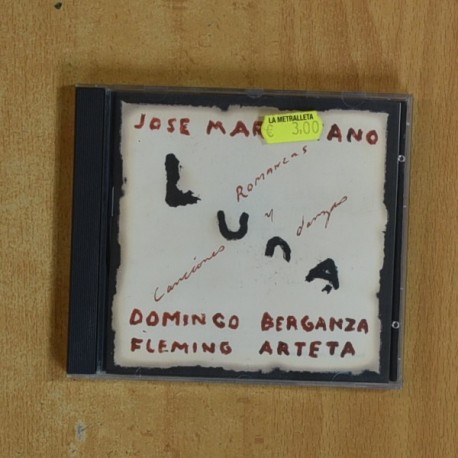 LA METRALLETA
€ 3,00
JOSE MAR ANO
LUNA
Romanzas
y
Canciones danzas
DOMINGO BERGANZA
FLEMING ARTETA